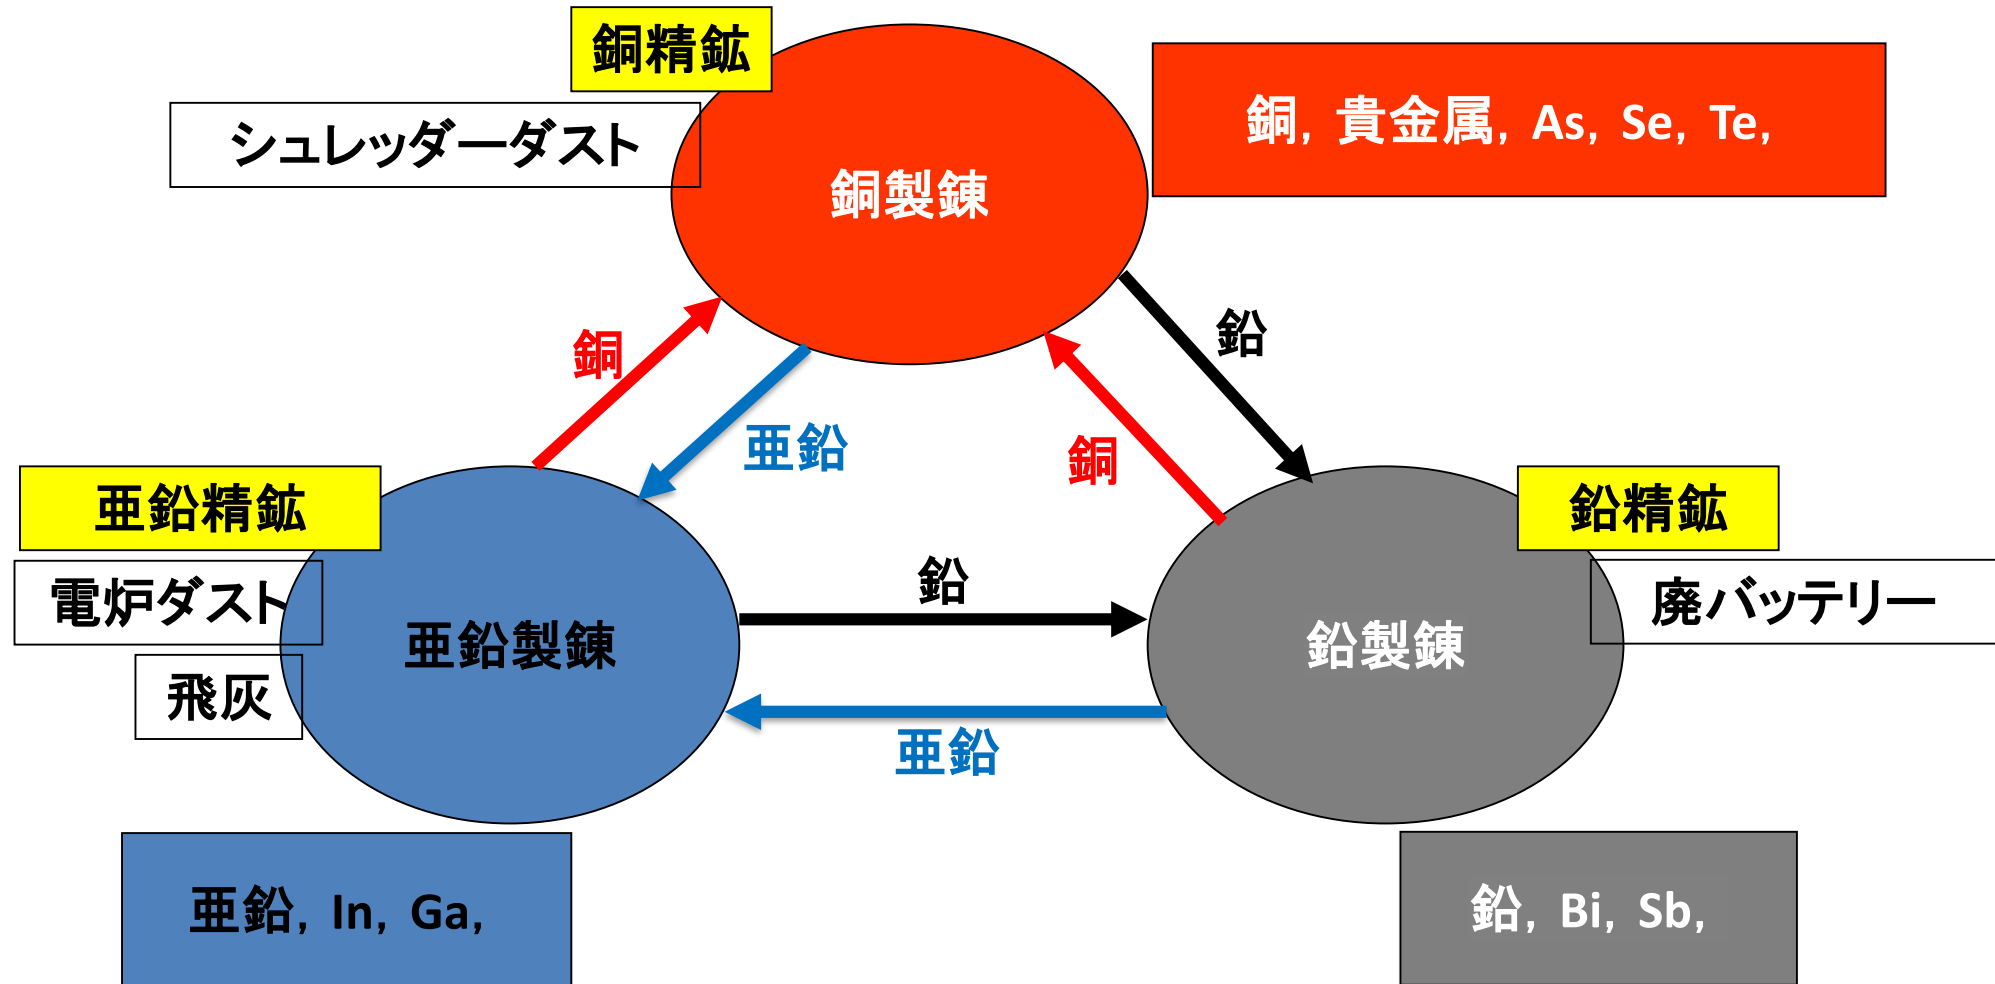 銅精鉱
シュレッダーダスト
銅, 貴金属, As, Se, Te,
銅製錬
銅
鉛
亜鉛
銅
亜鉛精鉱
鉛精鉱
電炉ダスト
鉛
廃バッテリー
亜鉛製錬
鉛製錬
飛灰
亜鉛
亜鉛, In, Ga,
鉛, Bi, Sb,